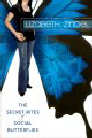 LIZABETH ZINDEL
THE SECRET RITES
OF
SOCIAL
BUTTERFLIES